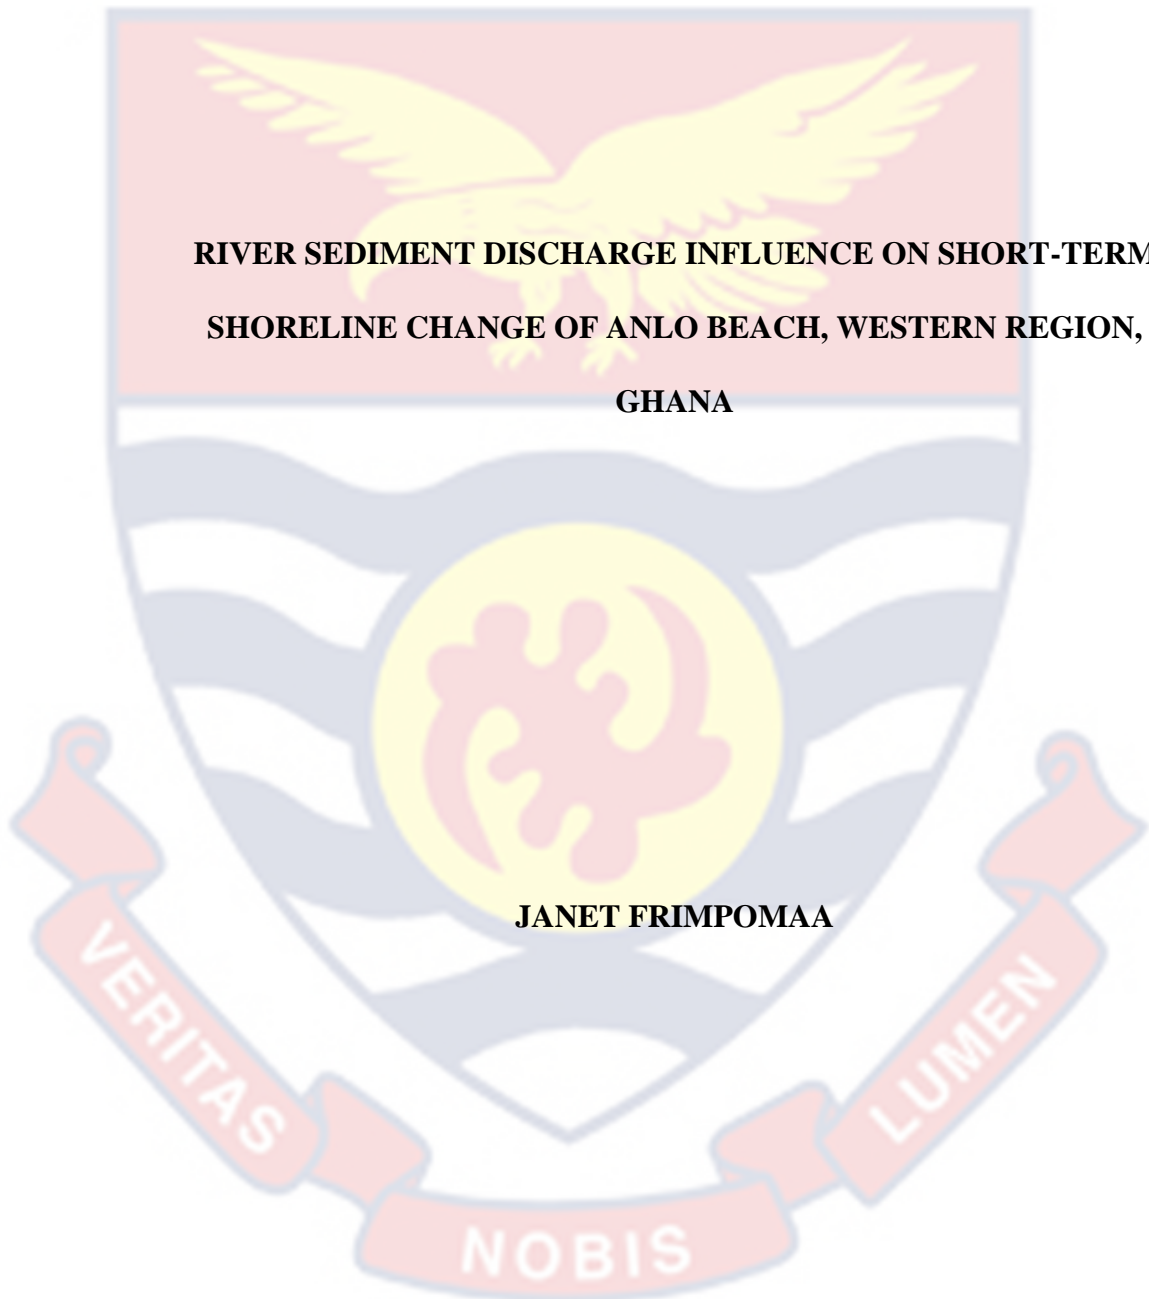 RIVER SEDIMENT DISCHARGE INFLUENCE ON SHORT-TERM
SHORELINE CHANGE OF ANLO BEACH, WESTERN REGION,
GHANA
JANET FRIMPOMAA
VERITAS
NOBIS
LUMEN